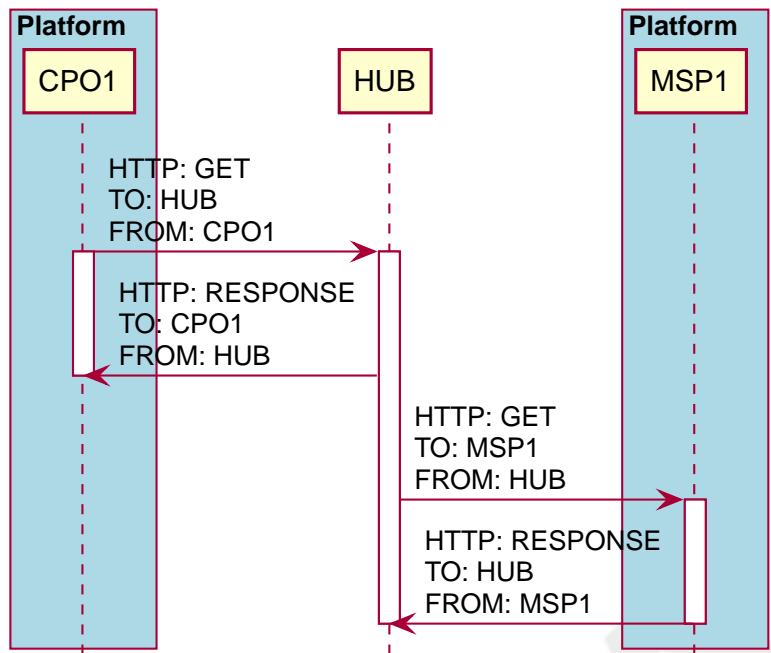 Platform
Platform
CPO1
HUB
MSP1
HTTP: GET
TO: HUB
FROM: CPO1
HTTP: RESPONSE
TO: CPO1
FROM: HUB
HTTP: GET
TO: MSP1
FROM: HUB
HTTP: RESPONSE
TO: HUB
FROM: MSP1